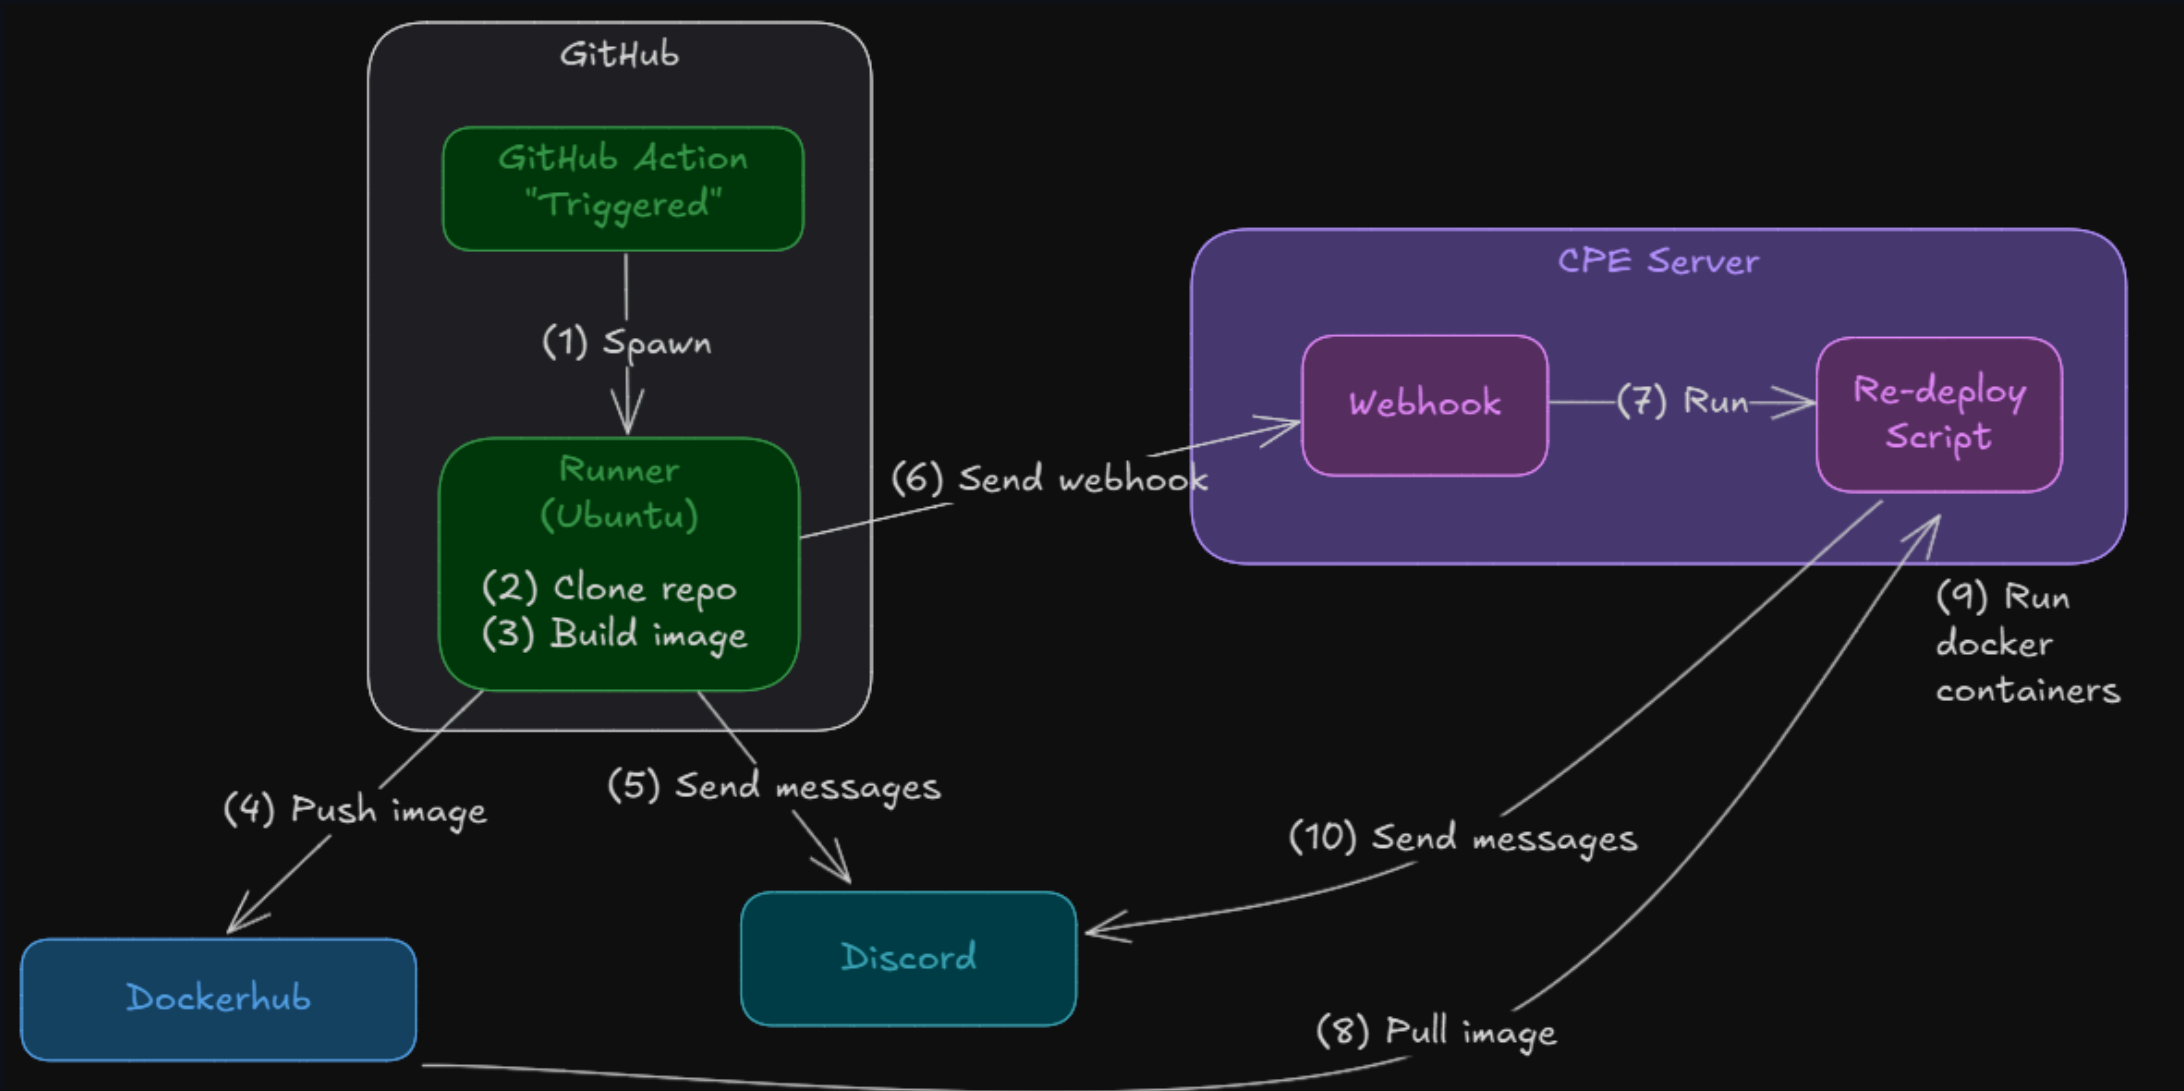 GitHub
GitHub Action
"Triggered"
(1) Spawn
Runner
(Ubuntu)
(2) Clone repo
(3) Build image
(4) Push image
(5) Send messages
(6) Send webhook
CPE Server
Webhook
(7) Run
Re-deploy
Script
(9) Run
docker
containers
(10) Send messages
Discord
Dockerhub
(8) Pull image